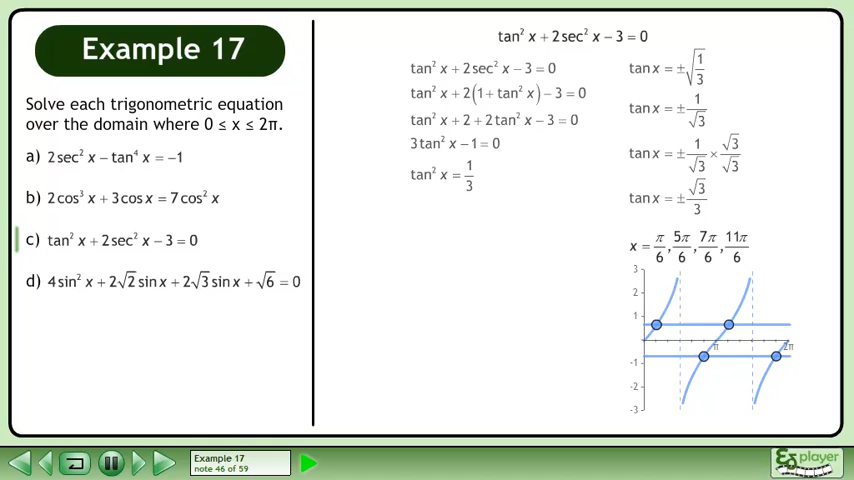 Example 17
Solve each trigonometric equation
over the domain where 0 ≤ x ≤ 2π.
a) 2sec² x − tan⁴ x = −1
b) 2cos³ x + 3cos x = 7cos² x
c) tan² x + 2sec² x − 3 = 0
d) 4sin² x + 2√2 sin x + 2√3 sin x + √6 = 0
tan² x + 2sec² x − 3 = 0
tan² x + 2sec² x − 3 = 0
tan² x + 2(1 + tan² x) − 3 = 0
tan² x + 2 + 2tan² x − 3 = 0
3tan² x − 1 = 0
tan² x = 1/3
tan x = ±√(1/3)
tan x = ± 1/√3
tan x = ± 1/√3 × √3/√3
tan x = ± √3/3
x = π/6, 5π/6, 7π/6, 11π/6
3
2
1
π
2π
-1
-2
-3
Example 17
note 46 of 59
player